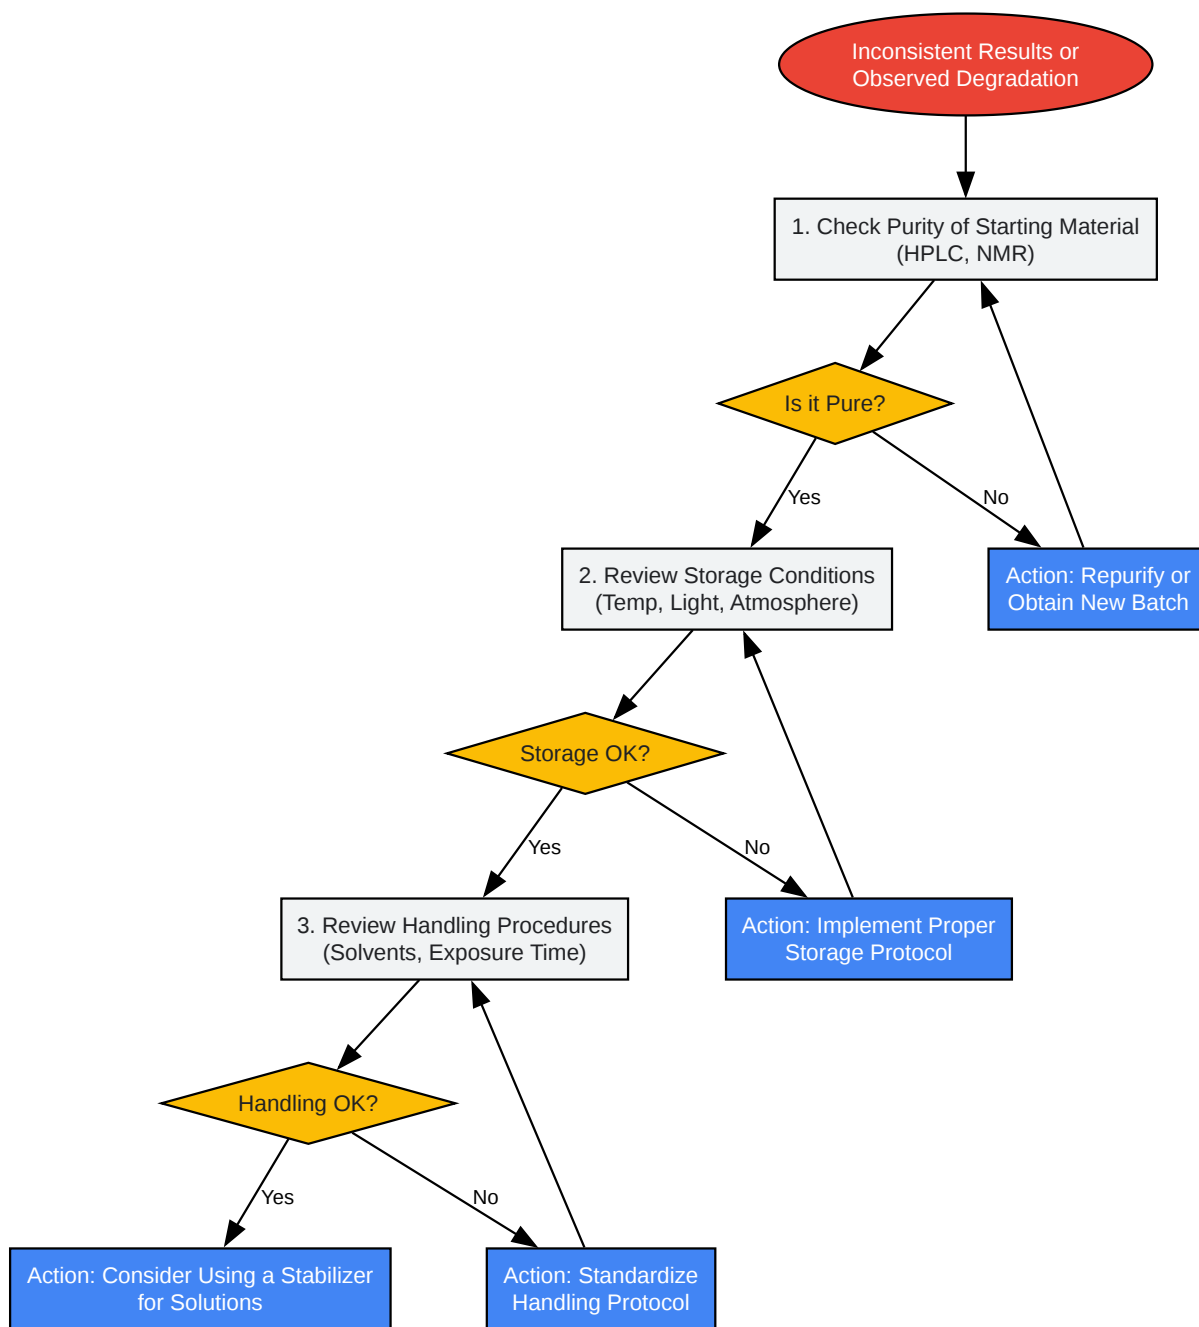 Inconsistent Results or
Observed Degradation
1. Check Purity of Starting Material
(HPLC, NMR)
Is it Pure?
Yes
No
2. Review Storage Conditions
(Temp, Light, Atmosphere)
Action: Repurify or
Obtain New Batch
Storage OK?
Yes
No
3. Review Handling Procedures
(Solvents, Exposure Time)
Action: Implement Proper
Storage Protocol
Handling OK?
Yes
No
Action: Consider Using a Stabilizer
for Solutions
Action: Standardize
Handling Protocol